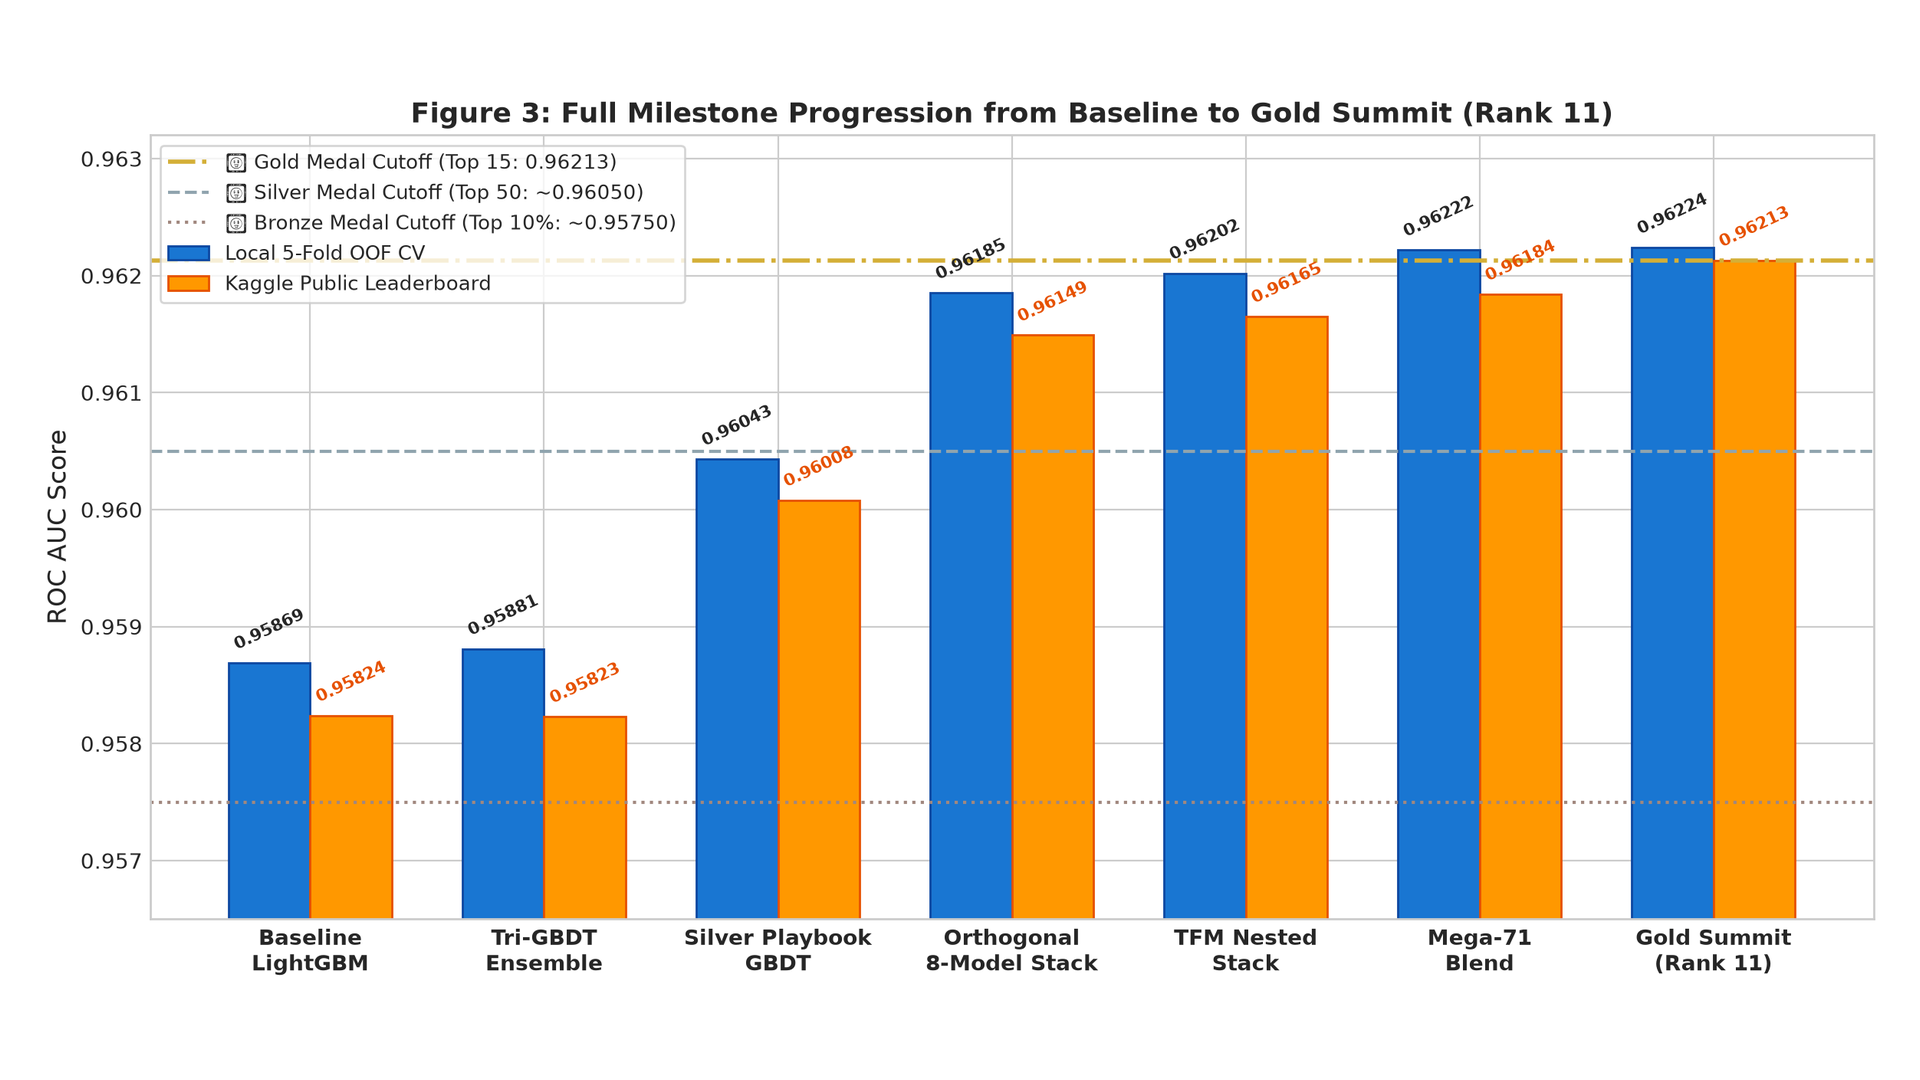 Figure 3: Full Milestone Progression from Baseline to Gold Summit (Rank 11)
Gold Medal Cutoff (Top 15: 0.96213)
Silver Medal Cutoff (Top 50: ~0.96050)
Bronze Medal Cutoff (Top 10%: ~0.95750)
Local 5-Fold OOF CV
Kaggle Public Leaderboard
ROC AUC Score
0.963
0.962
0.961
0.960
0.959
0.958
0.957
0.95869
0.95824
0.95881
0.95823
0.96043
0.96008
0.96185
0.96149
0.96202
0.96165
0.96222
0.96184
0.96224
0.96213
Baseline
LightGBM
Tri-GBDT
Ensemble
Silver Playbook
GBDT
Orthogonal
8-Model Stack
TFM Nested
Stack
Mega-71
Blend
Gold Summit
(Rank 11)